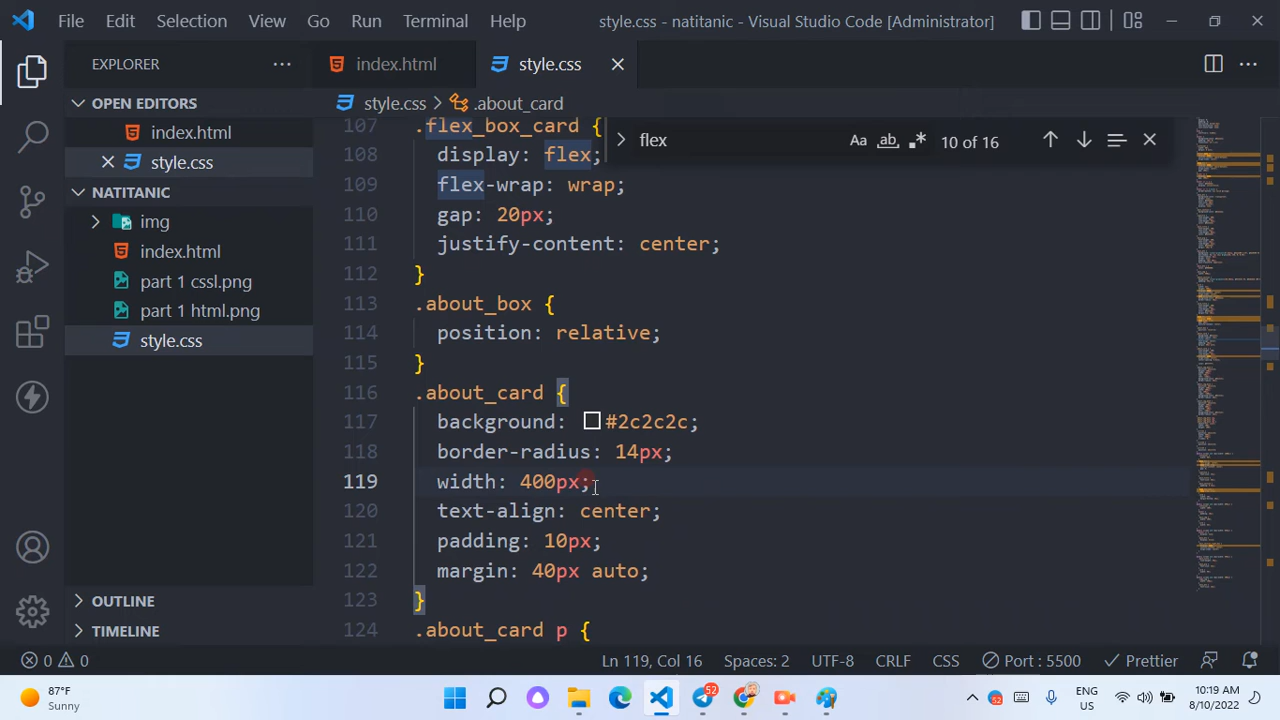 File Edit Selection View Go Run Terminal Help style.css - natitanic - Visual Studio Code [Administrator]
EXPLORER
index.html style.css
OPEN EDITORS
style.css > .about_card
index.html
style.css
NATITANIC
img
index.html
part 1 cssl.png
part 1 html.png
style.css
OUTLINE
TIMELINE
flex Aa ab 10 of 16
107 .flex_box_card {
108 display: flex;
109 flex-wrap: wrap;
110 gap: 20px;
111 justify-content: center;
112 }
113 .about_box {
114 position: relative;
115 }
116 .about_card {
117 background: #2c2c2c;
118 border-radius: 14px;
119 width: 400px;
120 text-align: center;
121 padding: 10px;
122 margin: 40px auto;
123 }
124 .about_card p {
0 0 Ln 119, Col 16 Spaces: 2 UTF-8 CRLF CSS Port : 5500 Prettier
87°F
Sunny
52
52
ENG
US
10:19 AM
8/10/2022